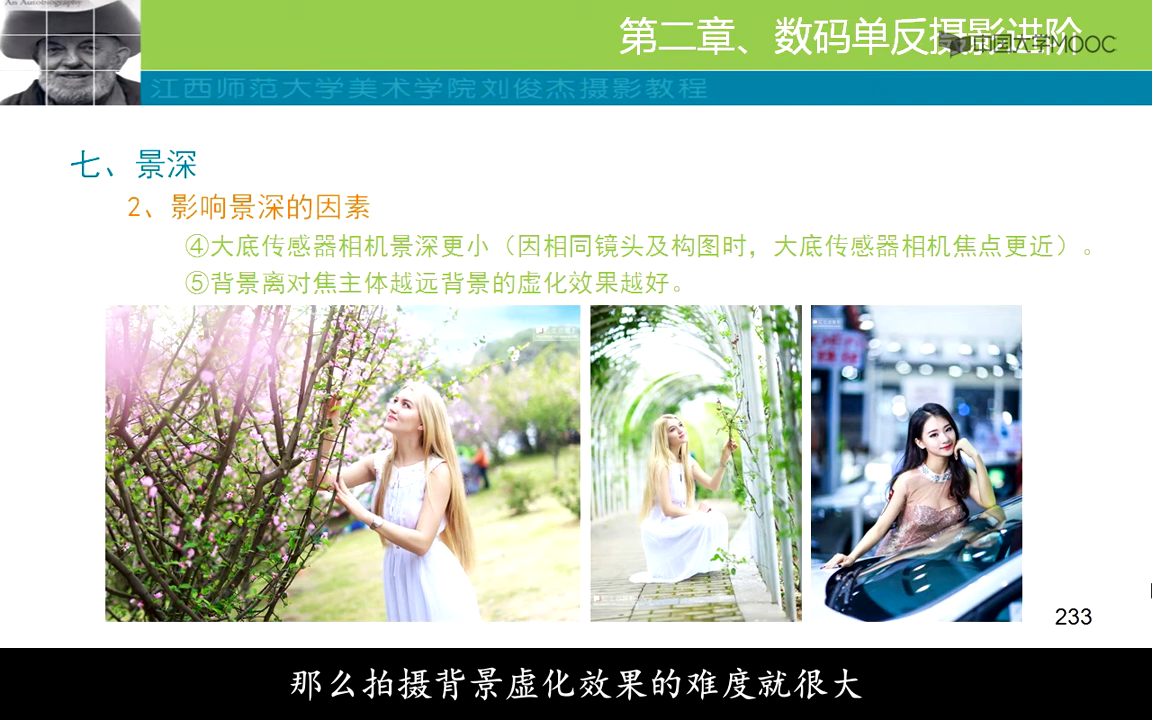 An Autobiography
第二章、数码单反摄影进阶
中国大学MOOC
江西师范大学美术学院刘俊杰摄影教程
七、景深
2、影响景深的因素
④大底传感器相机景深更小（因相同镜头及构图时，大底传感器相机焦点更近）。
⑤背景离对焦主体越远背景的虚化效果越好。
233
那么拍摄背景虚化效果的难度就很大